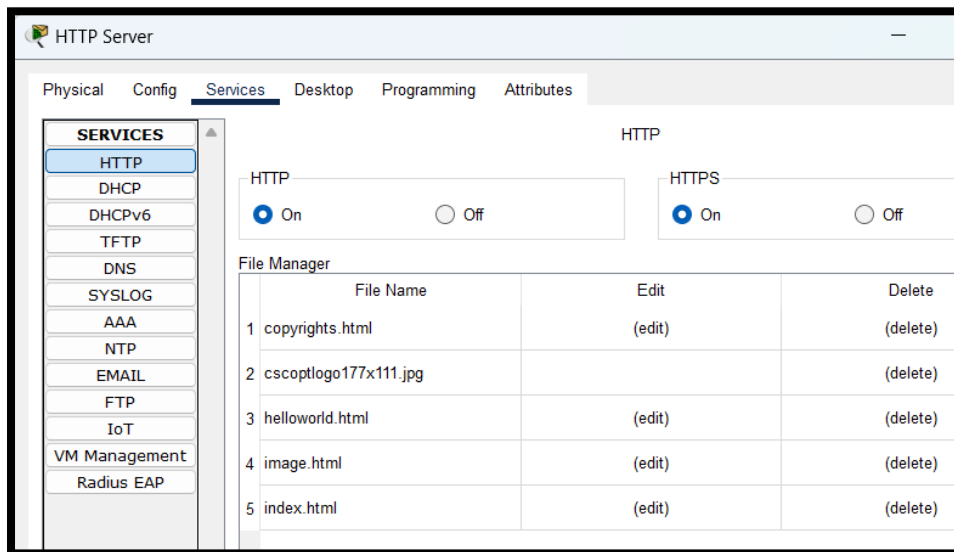 HTTP Server
Physical Config Services Desktop Programming Attributes
SERVICES
HTTP
DHCP
DHCPv6
TFTP
DNS
SYSLOG
AAA
NTP
EMAIL
FTP
IoT
VM Management
Radius EAP
HTTP
HTTP
On Off
HTTPS
On Off
File Manager
File Name Edit Delete
1 copyrights.html (edit) (delete)
2 cscoptlogo177x111.jpg (delete)
3 helloworld.html (edit) (delete)
4 image.html (edit) (delete)
5 index.html (edit) (delete)